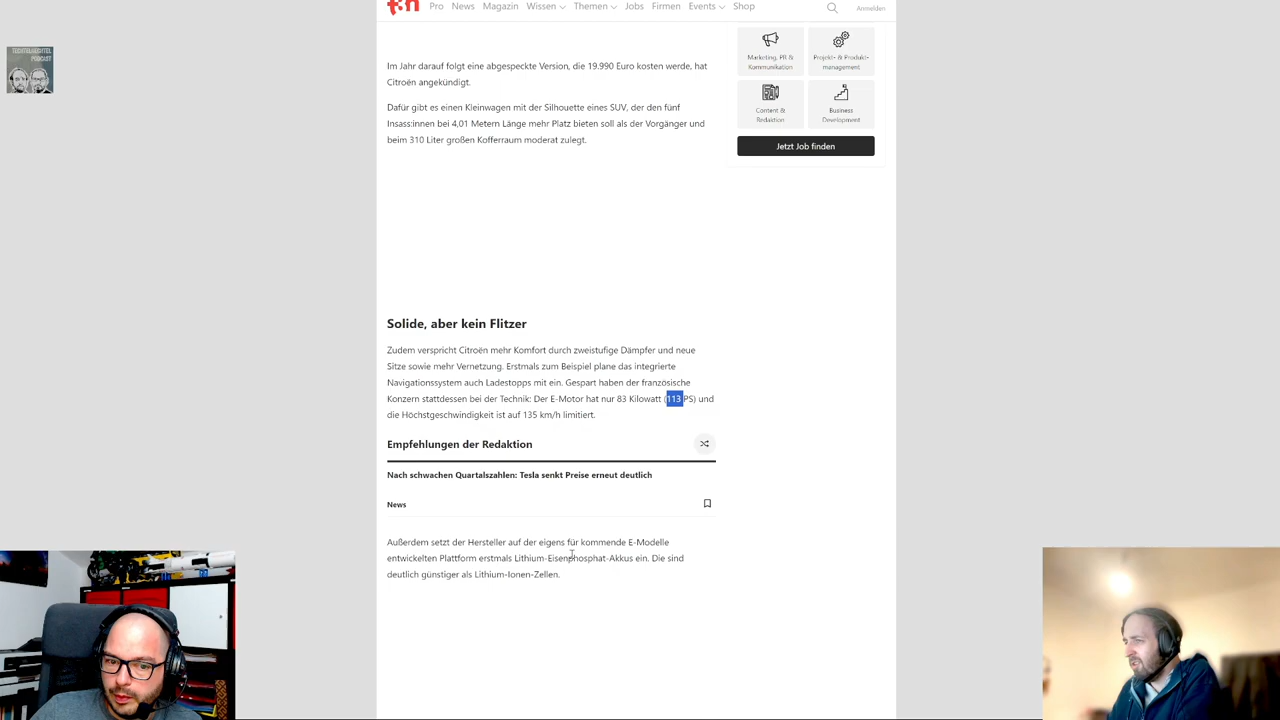 t3n Pro News Magazin Wissen Themen Jobs Firmen Events Shop Anmelden
TECHTELMECHTEL
PODCAST
Marketing, PR &
Kommunikation
Projekt- & Produkt-
management
Content &
Redaktion
Business
Development
Jetzt Job finden
Im Jahr darauf folgt eine abgespeckte Version, die 19.990 Euro kosten werde, hat
Citroën angekündigt.
Dafür gibt es einen Kleinwagen mit der Silhouette eines SUV, der den fünf
Insass:innen bei 4,01 Metern Länge mehr Platz bieten soll als der Vorgänger und
beim 310 Liter großen Kofferraum moderat zulegt.
Solide, aber kein Flitzer
Zudem verspricht Citroën mehr Komfort durch zweistufige Dämpfer und neue
Sitze sowie mehr Vernetzung. Erstmals zum Beispiel plane das integrierte
Navigationssystem auch Ladestopps mit ein. Gespart haben der französische
Konzern stattdessen bei der Technik: Der E-Motor hat nur 83 Kilowatt (113 PS) und
die Höchstgeschwindigkeit ist auf 135 km/h limitiert.
Empfehlungen der Redaktion
Nach schwachen Quartalszahlen: Tesla senkt Preise erneut deutlich
News
Außerdem setzt der Hersteller auf der eigens für kommende E-Modelle
entwickelten Plattform erstmals Lithium-Eisenphosphat-Akkus ein. Die sind
deutlich günstiger als Lithium-Ionen-Zellen.